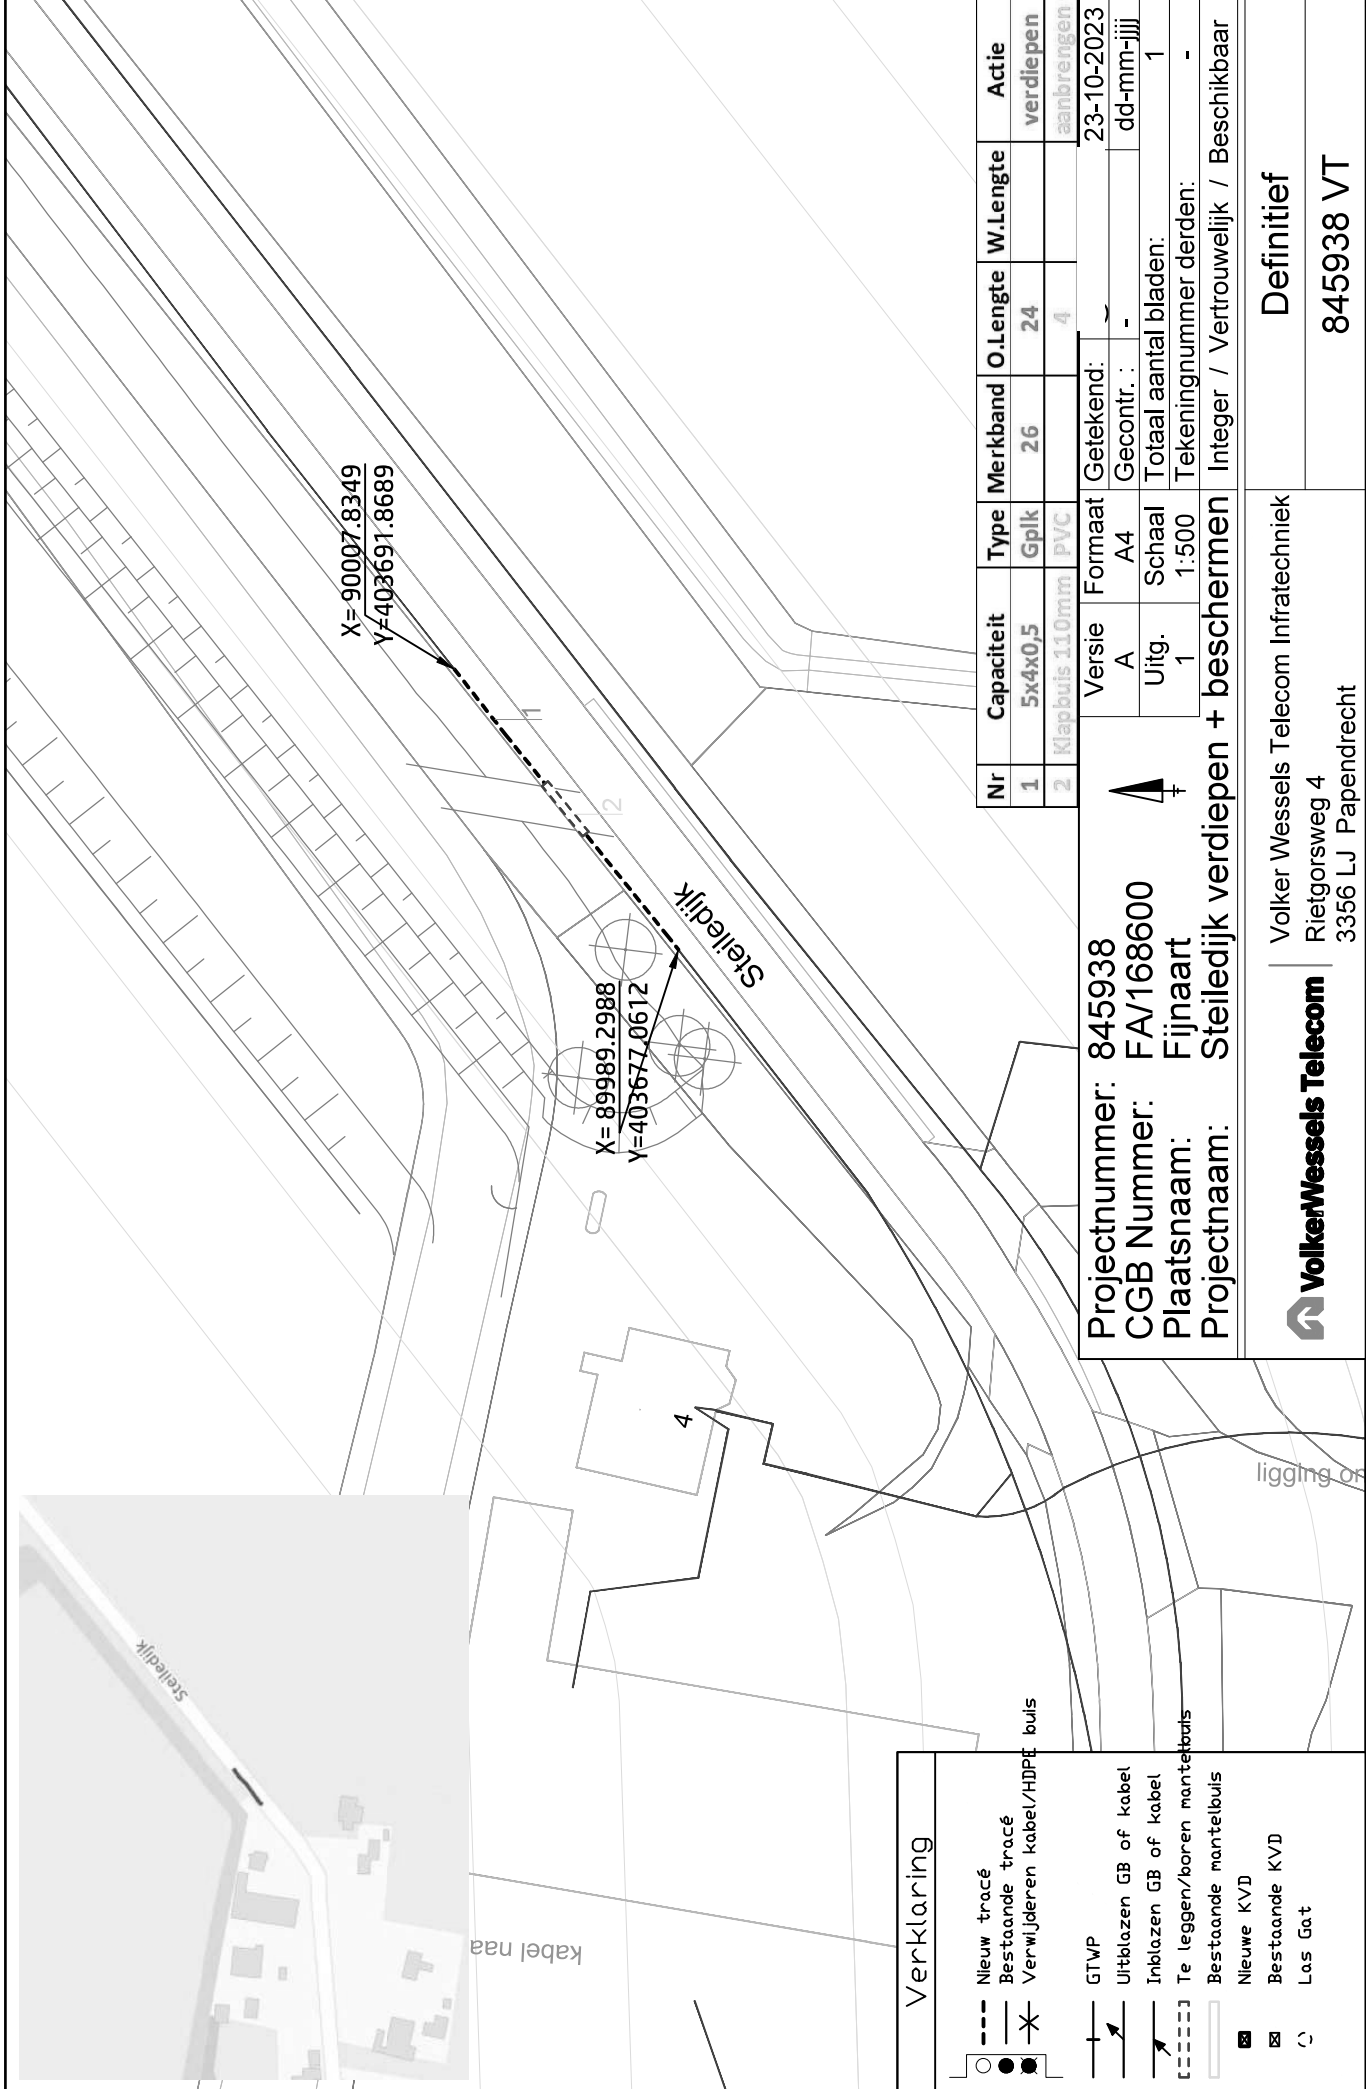 X= 90007.8349
Y=403691.8689
1
2
Steiledijk
X= 89989.2988
Y=403677.0612
4
Steiledijk
kabel naa
ligging on
Nr Capaciteit Type Merkband O.Lengte W.Lengte Actie
1 5x4x0,5 Gplk 26 24 verdiepen
2 Klapbuis 110mm PVC 4 aanbrengen
Projectnummer: 845938
CGB Nummer: FA/168600
Plaatsnaam: Fijnaart
Projectnaam: Steiledijk verdiepen + beschermen
Versie Formaat Getekend: 23-10-2023
A A4 Gecontr. : - dd-mm-jjjj
Uitg. Schaal Totaal aantal bladen: 1
1 1:500 Tekeningnummer derden: -
Integer / Vertrouwelijk / Beschikbaar
VolkerWessels Telecom
Volker Wessels Telecom Infratechniek
Rietgorsweg 4
3356 LJ Papendrecht
Definitief
845938 VT
Verklaring
Nieuw tracé
Bestaande tracé
Verwijderen kabel/HDPE buis
GTWP
Uitblazen GB of kabel
Inblazen GB of kabel
Te leggen/boren mantelbuis
Bestaande mantelbuis
Nieuwe KVD
Bestaande KVD
Las Gat